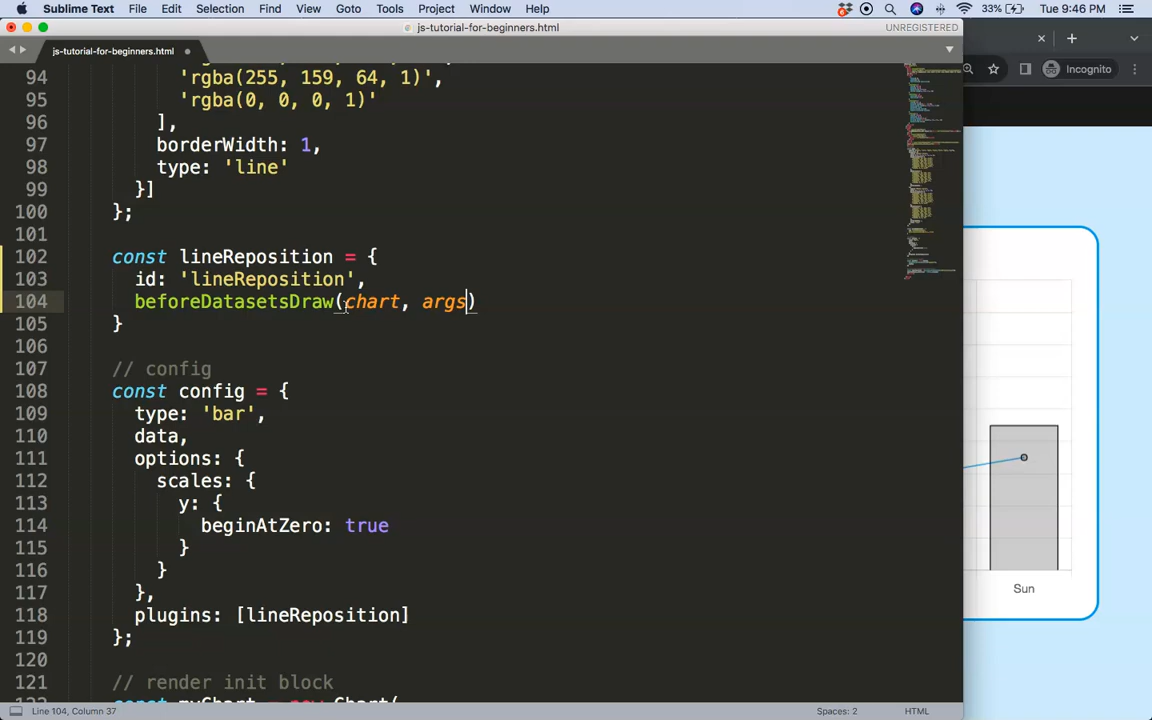 Sublime Text File Edit Selection Find View Goto Tools Project Window Help 33% Tue 9:46 PM
js-tutorial-for-beginners.html UNREGISTERED
js-tutorial-for-beginners.html
Incognito
94 'rgba(255, 159, 64, 1)',
95 'rgba(0, 0, 0, 1)'
96 ],
97 borderWidth: 1,
98 type: 'line'
99 }]
100 };
101
102 const lineReposition = {
103 id: 'lineReposition',
104 beforeDatasetsDraw(chart, args)
105 }
106
107 // config
108 const config = {
109 type: 'bar',
110 data,
111 options: {
112 scales: {
113 y: {
114 beginAtZero: true
115 }
116 }
117 },
118 plugins: [lineReposition]
119 };
120
121 // render init block
Sun
Line 104, Column 37 Spaces: 2 HTML